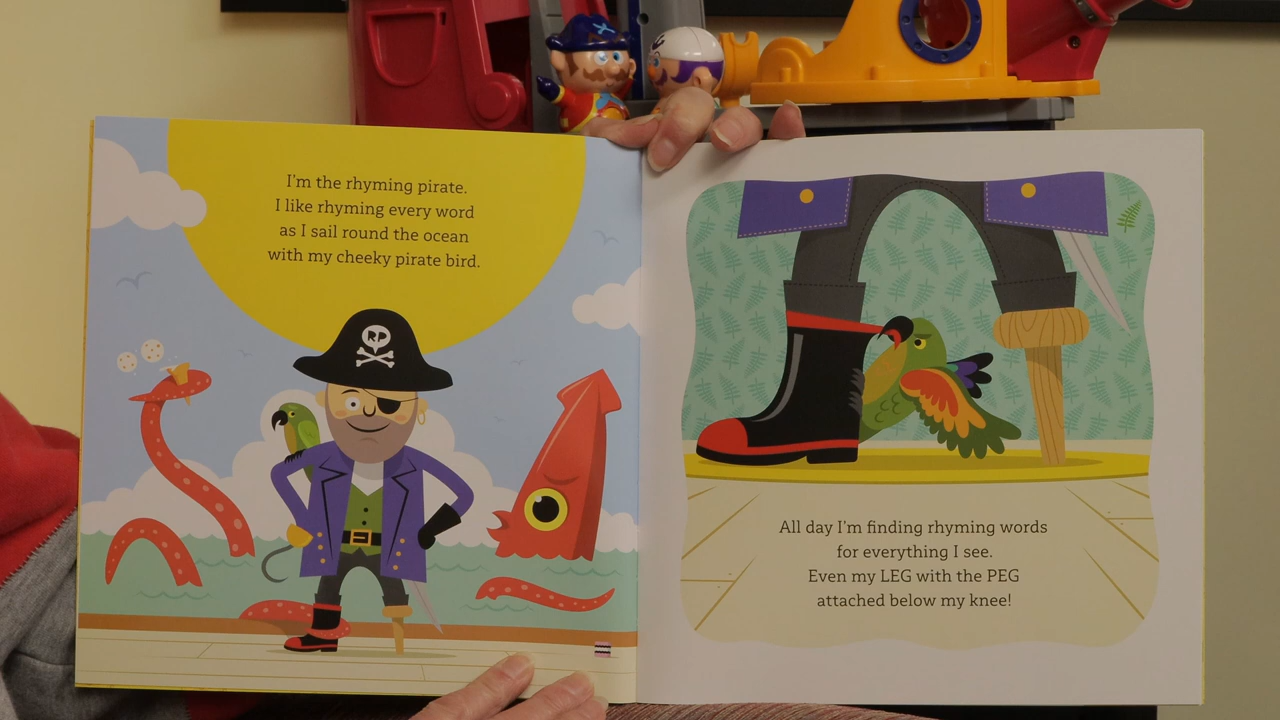 I'm the rhyming pirate.
I like rhyming every word
as I sail round the ocean
with my cheeky pirate bird.
RP
All day I'm finding rhyming words
for everything I see.
Even my LEG with the PEG
attached below my knee!